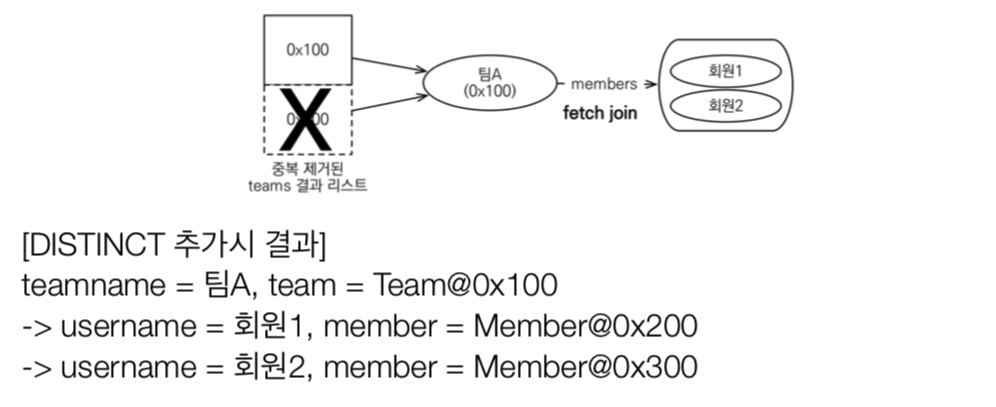 0x100
팀A
(0x100)
members
fetch join
회원1
회원2
중복 제거된
teams 결과 리스트
[DISTINCT 추가시 결과]
teamname = 팀A, team = Team@0x100
-> username = 회원1, member = Member@0x200
-> username = 회원2, member = Member@0x300